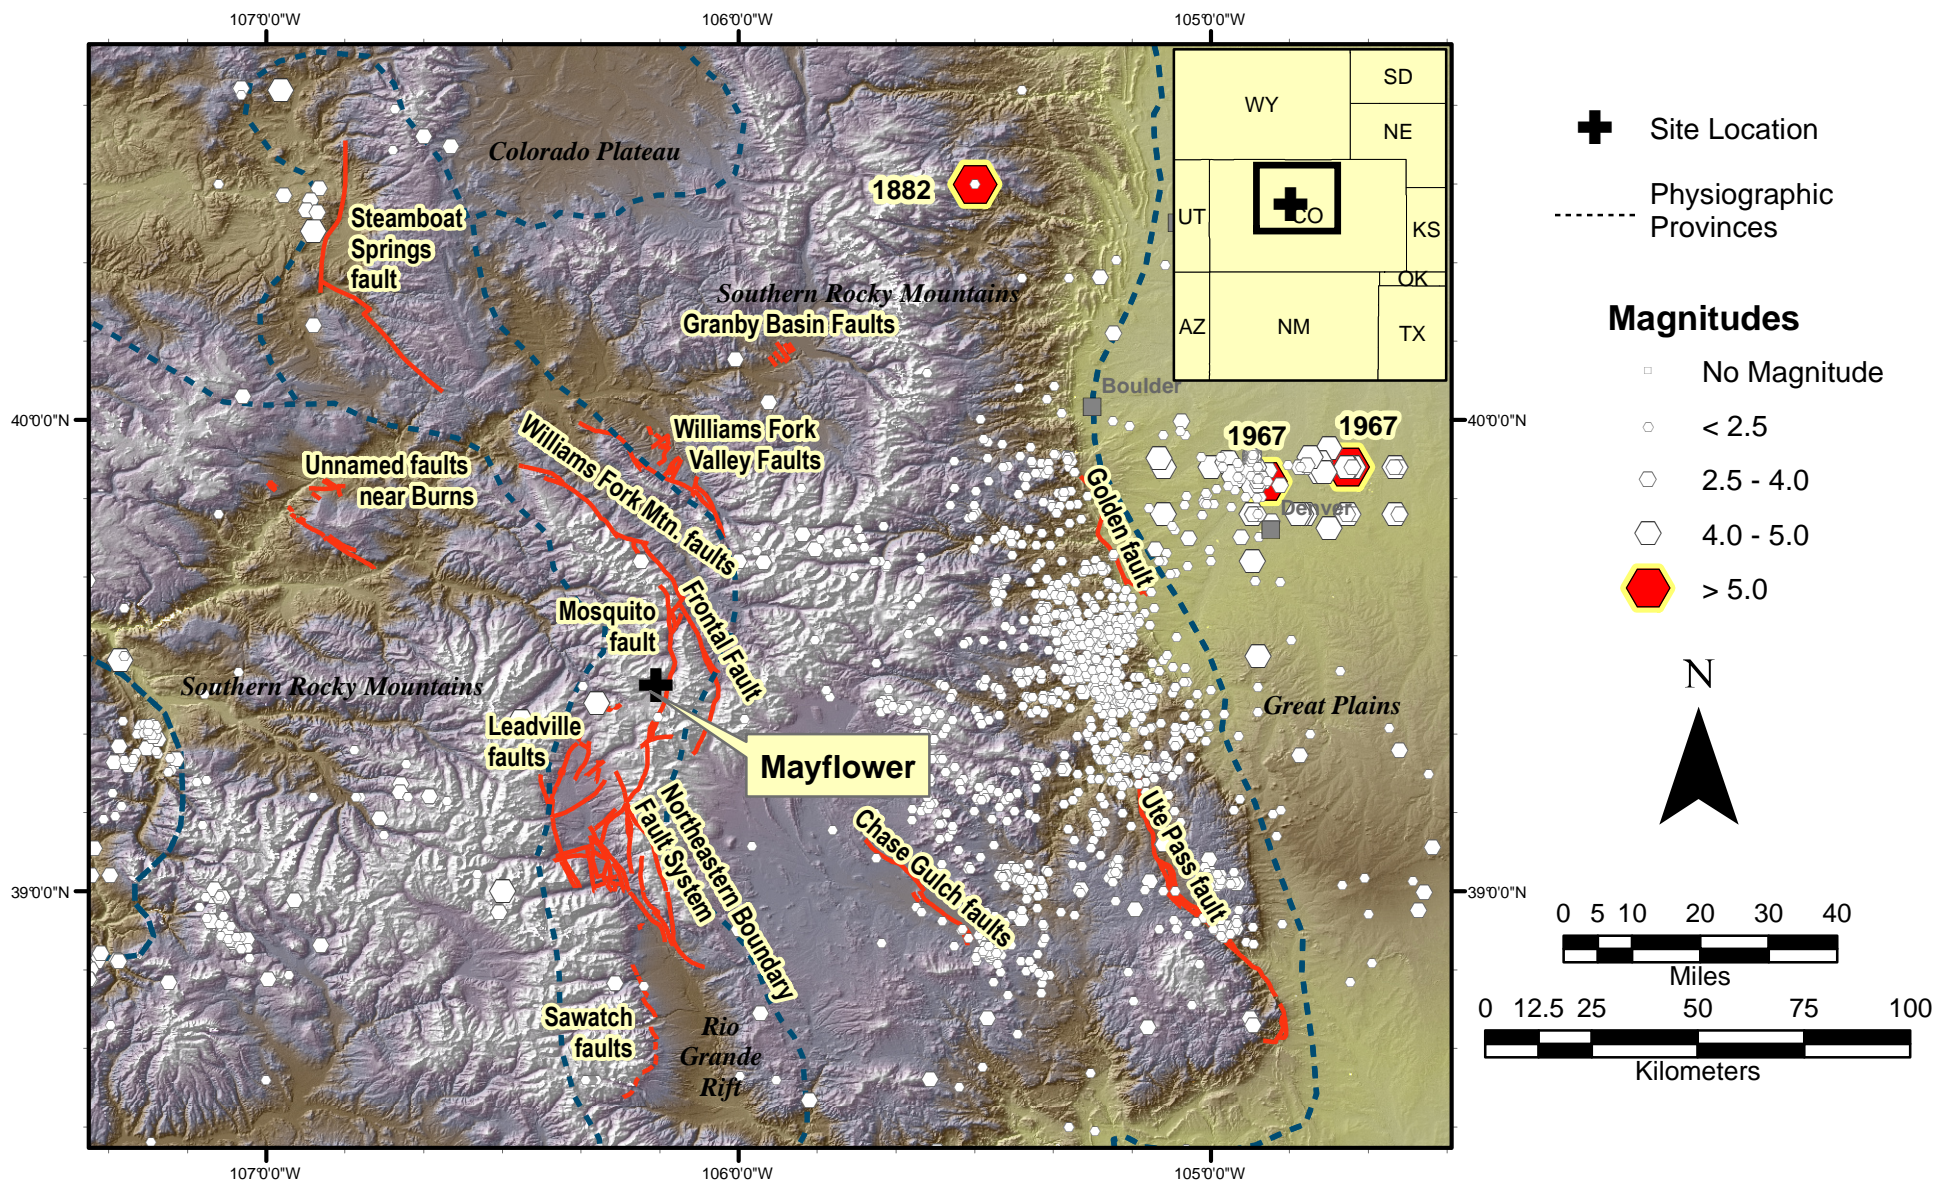 107°0'0"W
106°0'0"W
105°0'0"W
40°0'0"N
39°0'0"N
40°0'0"N
39°0'0"N
107°0'0"W
106°0'0"W
105°0'0"W
Colorado Plateau
1882
Steamboat
Springs
fault
Southern Rocky Mountains
Granby Basin Faults
Boulder
Williams Fork
Valley Faults
Williams Fork Mtn. faults
Unnamed faults
near Burns
1967
1967
Denver
Golden fault
Mosquito
fault
Frontal Fault
Southern Rocky Mountains
Leadville
faults
Mayflower
Great Plains
Northeastern Boundary
Fault System
Chase Gulch faults
Ute Pass fault
Sawatch
faults
Rio
Grande
Rift
WY
SD
NE
UT
CO
KS
OK
AZ
NM
TX
Site Location
Physiographic
Provinces
Magnitudes
No Magnitude
< 2.5
2.5 - 4.0
4.0 - 5.0
> 5.0
N
0 5 10 20 30 40
Miles
0 12.5 25 50 75 100
Kilometers